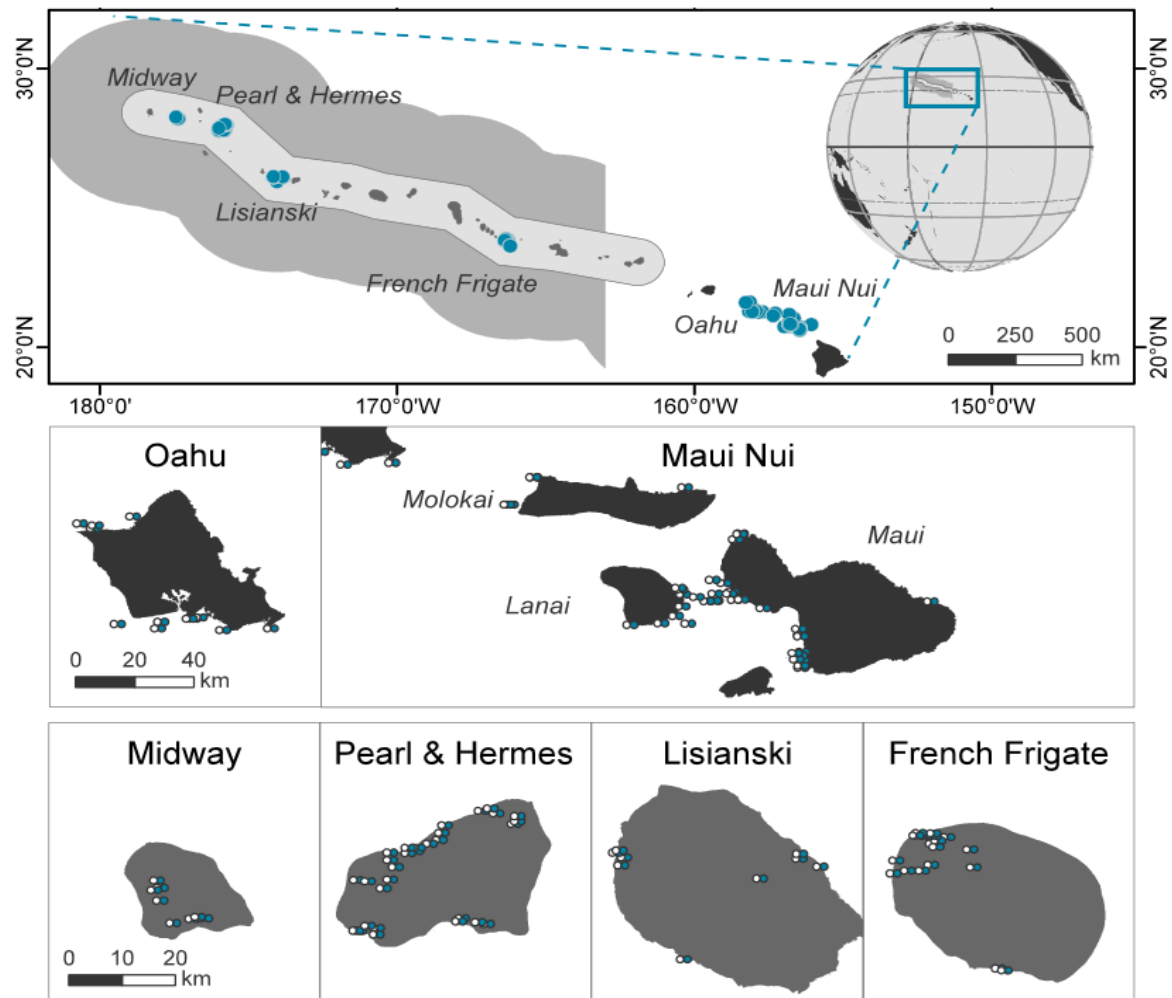 30°0'N
20°0'N
Midway
Pearl & Hermes
Lisianski
French Frigate
Oahu
Maui Nui
0 250 500
km
30°0'N
20°0'N
180°0'
170°0'W
160°0'W
150°0'W
Oahu
0 20 40
km
Maui Nui
Molokai
Maui
Lanai
Midway
0 10 20
km
Pearl & Hermes
Lisianski
French Frigate